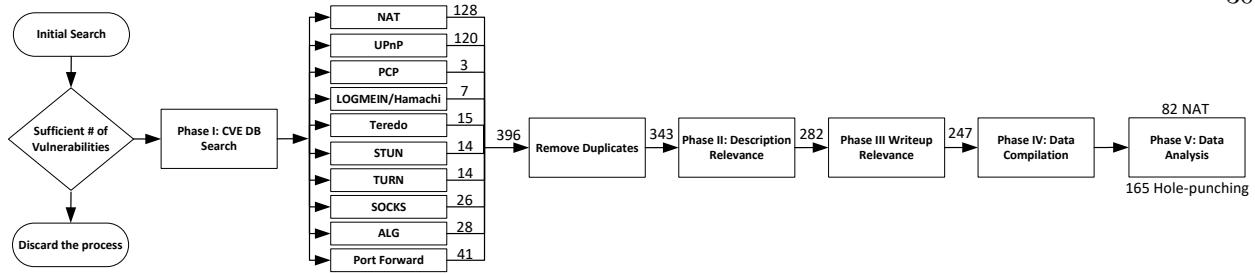 Initial Search
Sufficient # of
Vulnerabilities
Discard the process
Phase I: CVE DB
Search
NAT 128
UPnP 120
PCP 3
LOGMEIN/Hamachi 7
Teredo 15
STUN 14
TURN 14
SOCKS 26
ALG 28
Port Forward 41
396
Remove Duplicates
343
Phase II: Description
Relevance
282
Phase III Writeup
Relevance
247
Phase IV: Data
Compilation
82 NAT
Phase V: Data
Analysis
165 Hole-punching